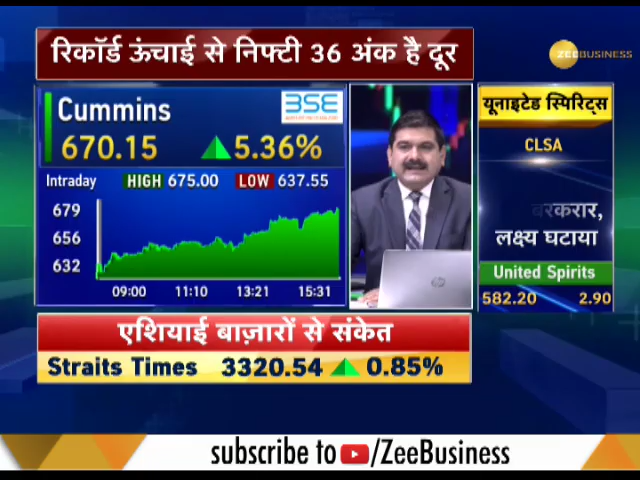 रिकॉर्ड ऊंचाई से निफ्टी 36 अंक है दूर
ZEEBUSINESS
Cummins
BSE
670.15 5.36%
Intraday HIGH 675.00 LOW 637.55
679
656
632
09:00 11:10 13:21 15:31
hp
यूनाइटेड स्पिरिट्स
CLSA
बरकरार,
लक्ष्य घटाया
United Spirits
582.20 2.90
एशियाई बाज़ारों से संकेत
Straits Times 3320.54 0.85%
subscribe to /ZeeBusiness